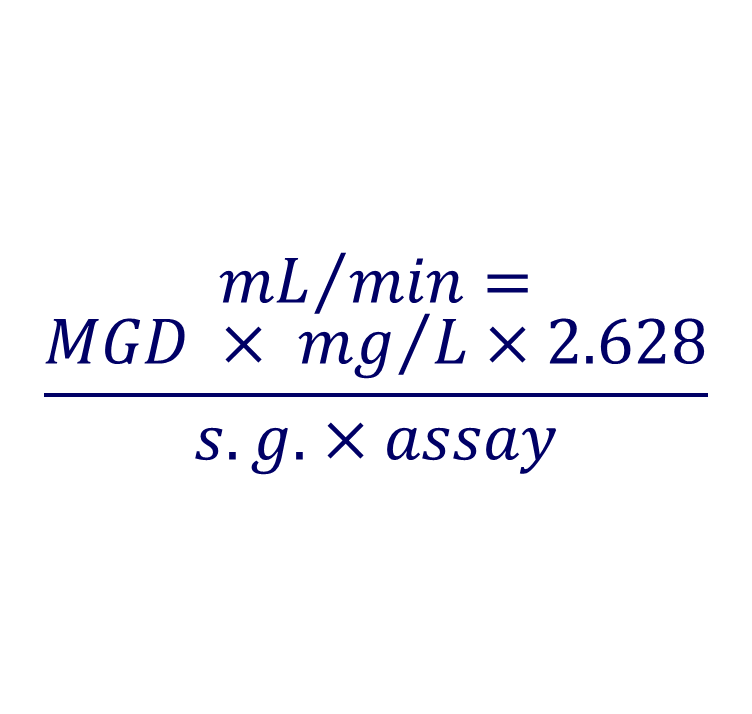 mL/min =
MGD × mg/L × 2.628
s.g. × assay